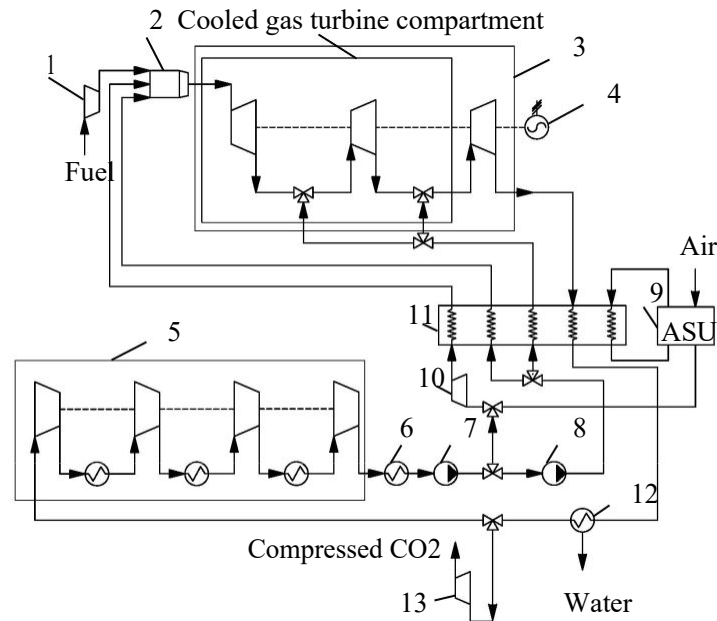 2 Cooled gas turbine compartment
1
3
4
Fuel
Air
11
9
ASU
5
10
6
7
8
12
Compressed CO2
13
Water